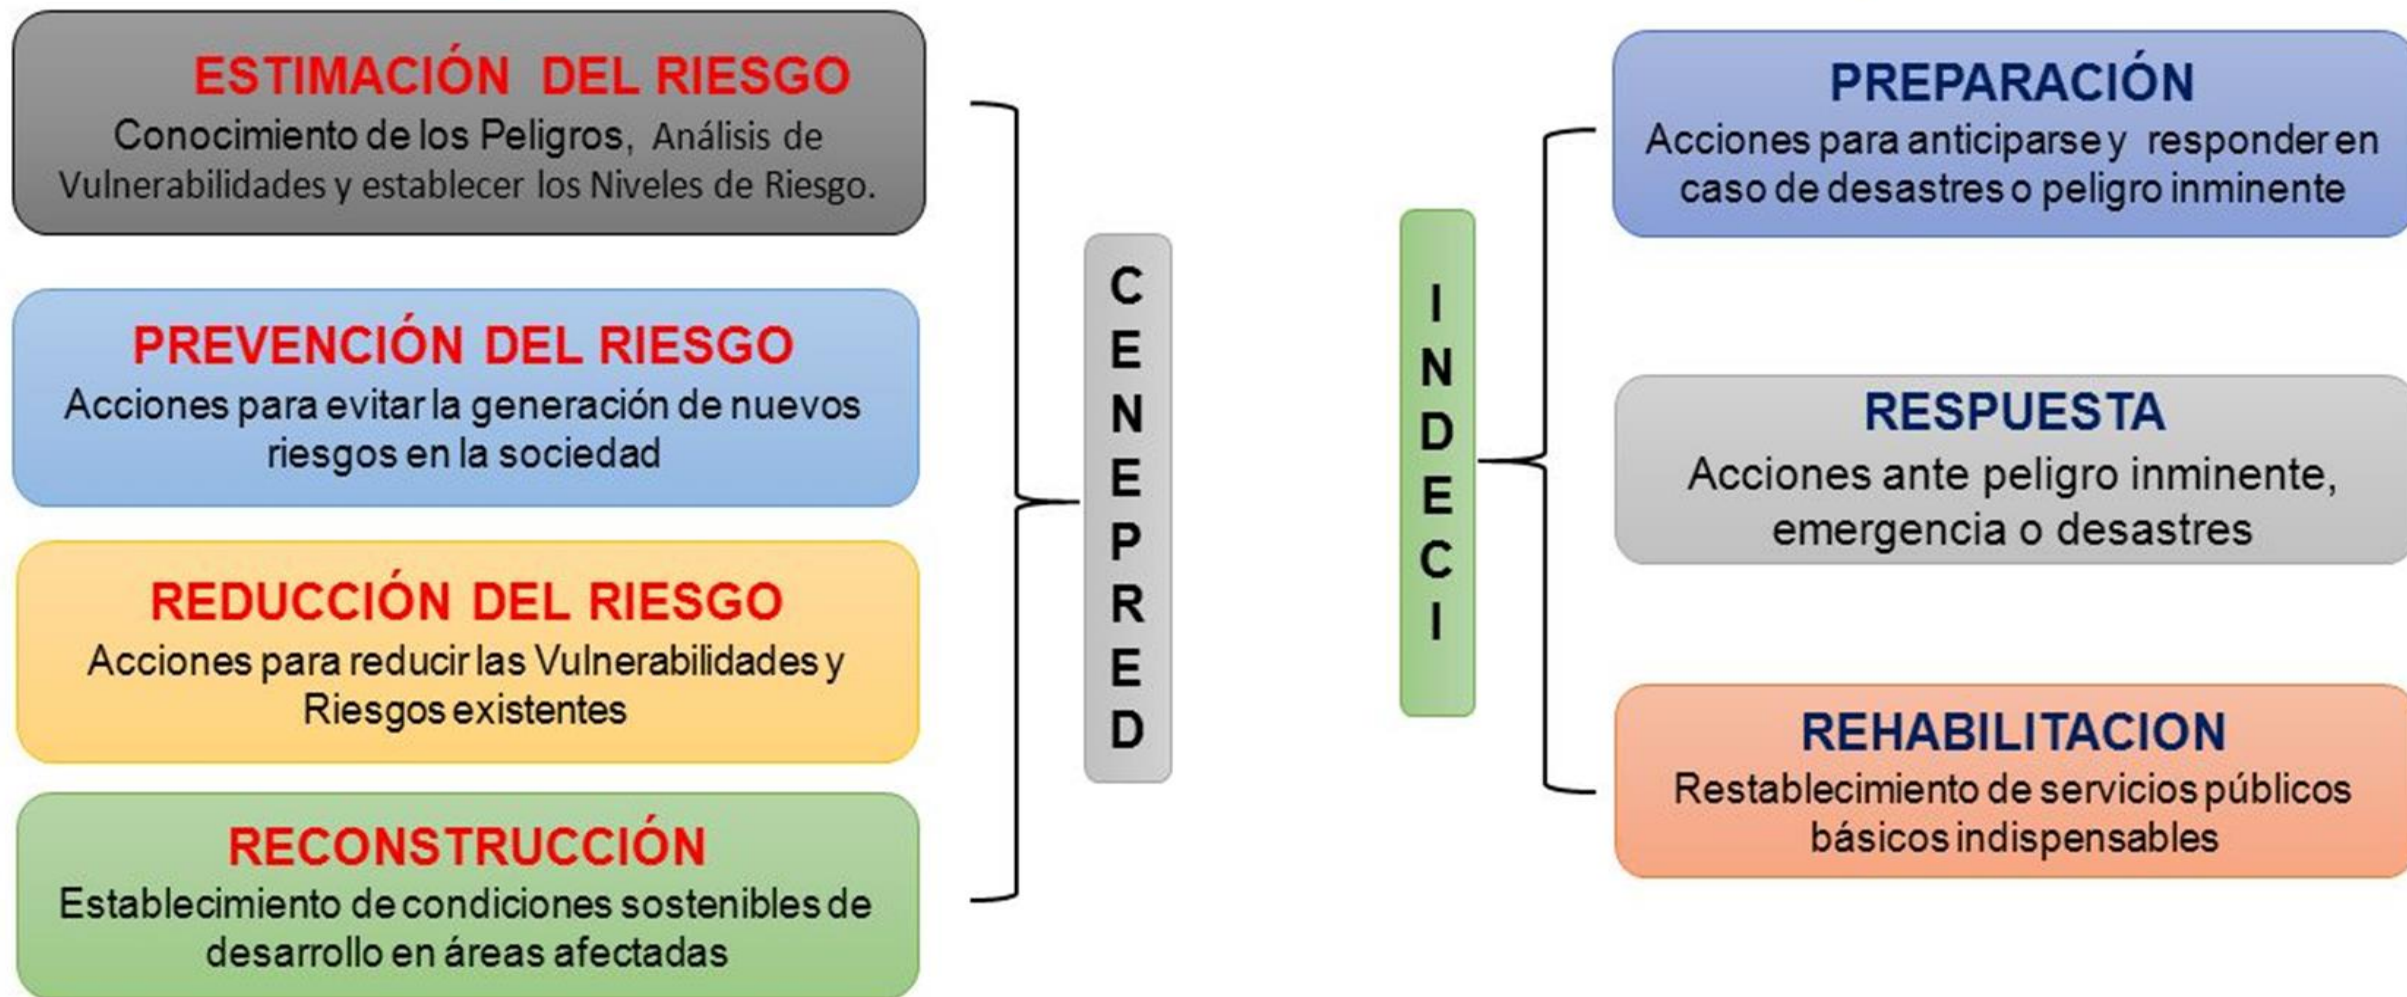 ESTIMACIÓN DEL RIESGO
Conocimiento de los Peligros, Análisis de
Vulnerabilidades y establecer los Niveles de Riesgo.
PREVENCIÓN DEL RIESGO
Acciones para evitar la generación de nuevos
riesgos en la sociedad
REDUCCIÓN DEL RIESGO
Acciones para reducir las Vulnerabilidades y
Riesgos existentes
RECONSTRUCCIÓN
Establecimiento de condiciones sostenibles de
desarrollo en áreas afectadas
CENEPRED
INDECI
PREPARACIÓN
Acciones para anticiparse y responder en
caso de desastres o peligro inminente
RESPUESTA
Acciones ante peligro inminente,
emergencia o desastres
REHABILITACION
Restablecimiento de servicios públicos
básicos indispensables